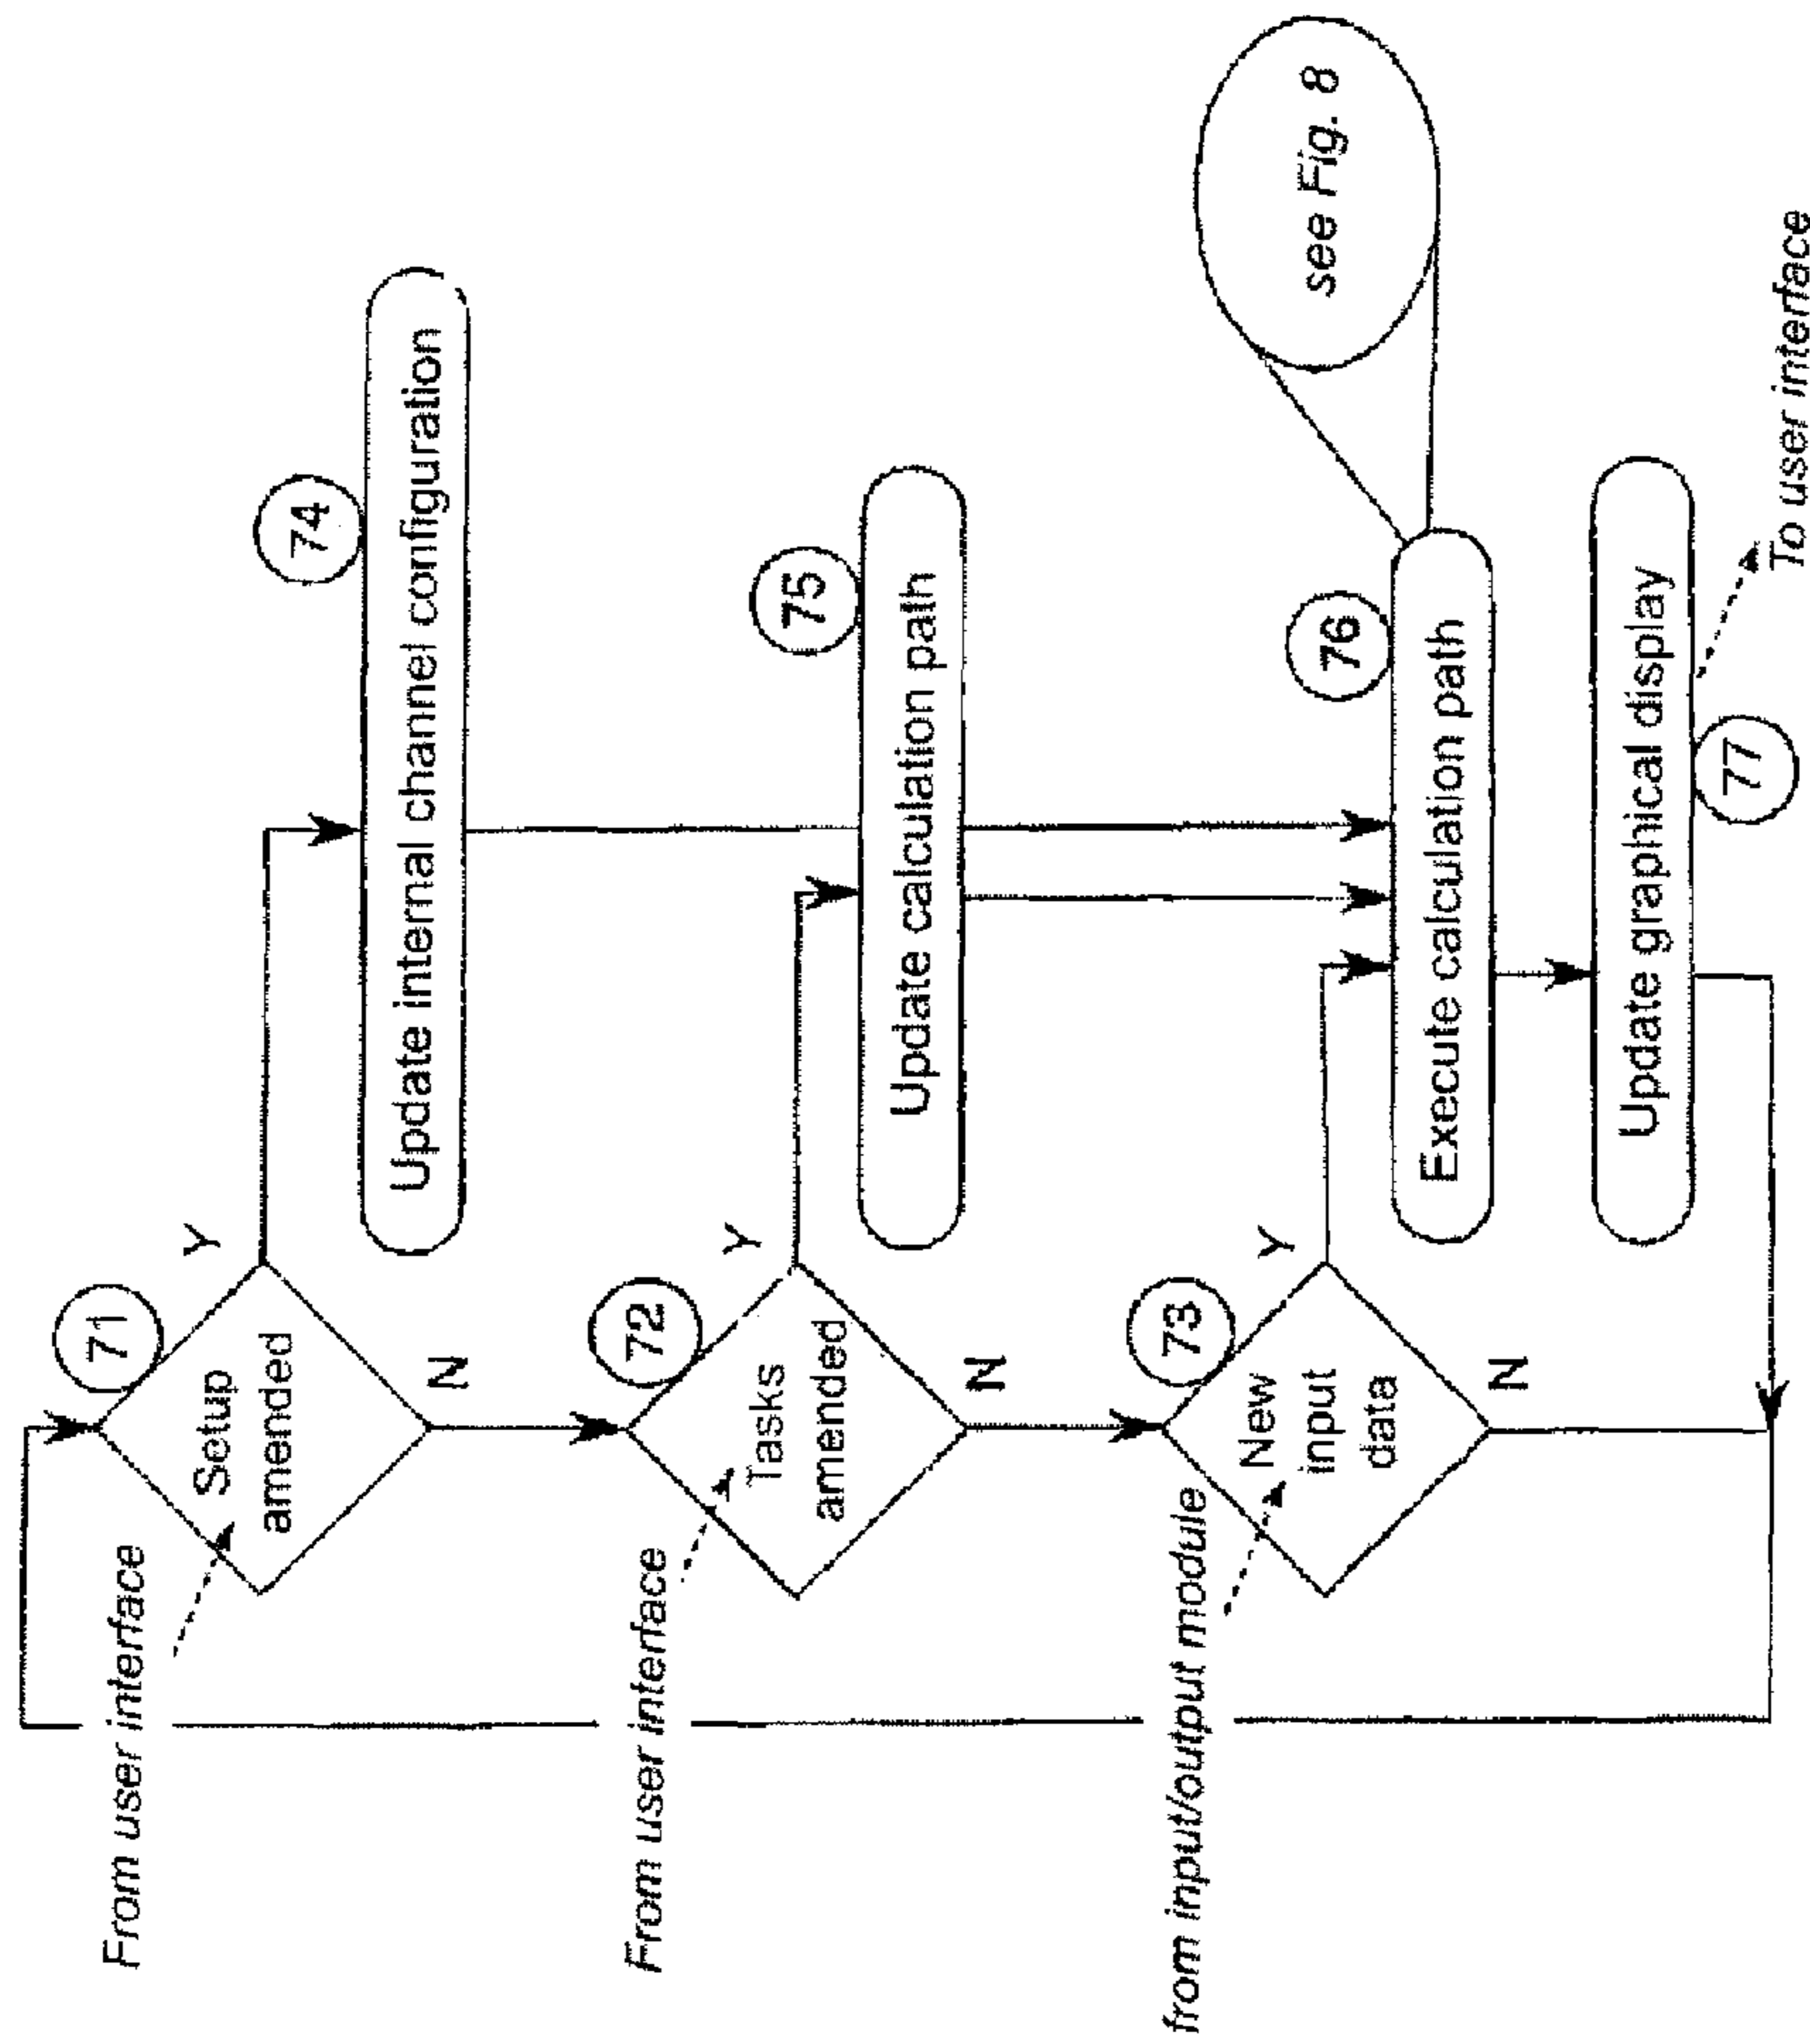 From user interface
71
Setup
amended
Y
N
74
Update internal channel configuration
From user interface
72
Tasks
amended
Y
N
75
Update calculation path
from input/output module
73
New
input
data
Y
N
76
Execute calculation path
see Fig. 8
Update graphical display
77
To user interface